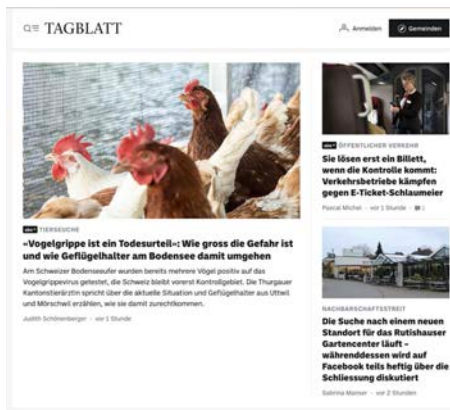 TAGBLATT
Anmelden
Gemeinden
abo+ TIERSEUCHE
«Vogelgrippe ist ein Todesurteil»: Wie gross die Gefahr ist
und wie Geflügelhalter am Bodensee damit umgehen
Am Schweizer Bodenseeufer wurden bereits mehrere Vögel positiv auf das
Vogelgrippevirus getestet, die Schweiz bleibt vorerst Kontrollgebiet. Die Thurgauer
Kantonstierärztin spricht über die aktuelle Situation und Geflügelhalter aus Uttwil
und Mörschwil erzählen, wie sie damit zurechtkommen.
Judith Schönenberger - vor 1 Stunde
abo+ ÖFFENTLICHER VERKEHR
Sie lösen erst ein Billett,
wenn die Kontrolle kommt:
Verkehrsbetriebe kämpfen
gegen E-Ticket-Schlaumeier
Pascal Michel - vor 1 Stunde - 1
NACHBARSCHAFTSSTREIT
Die Suche nach einem neuen
Standort für das Rutishauser
Gartencenter läuft –
währenddessen wird auf
Facebook teils heftig über die
Schliessung diskutiert
Sabrina Manser - vor 2 Stunden